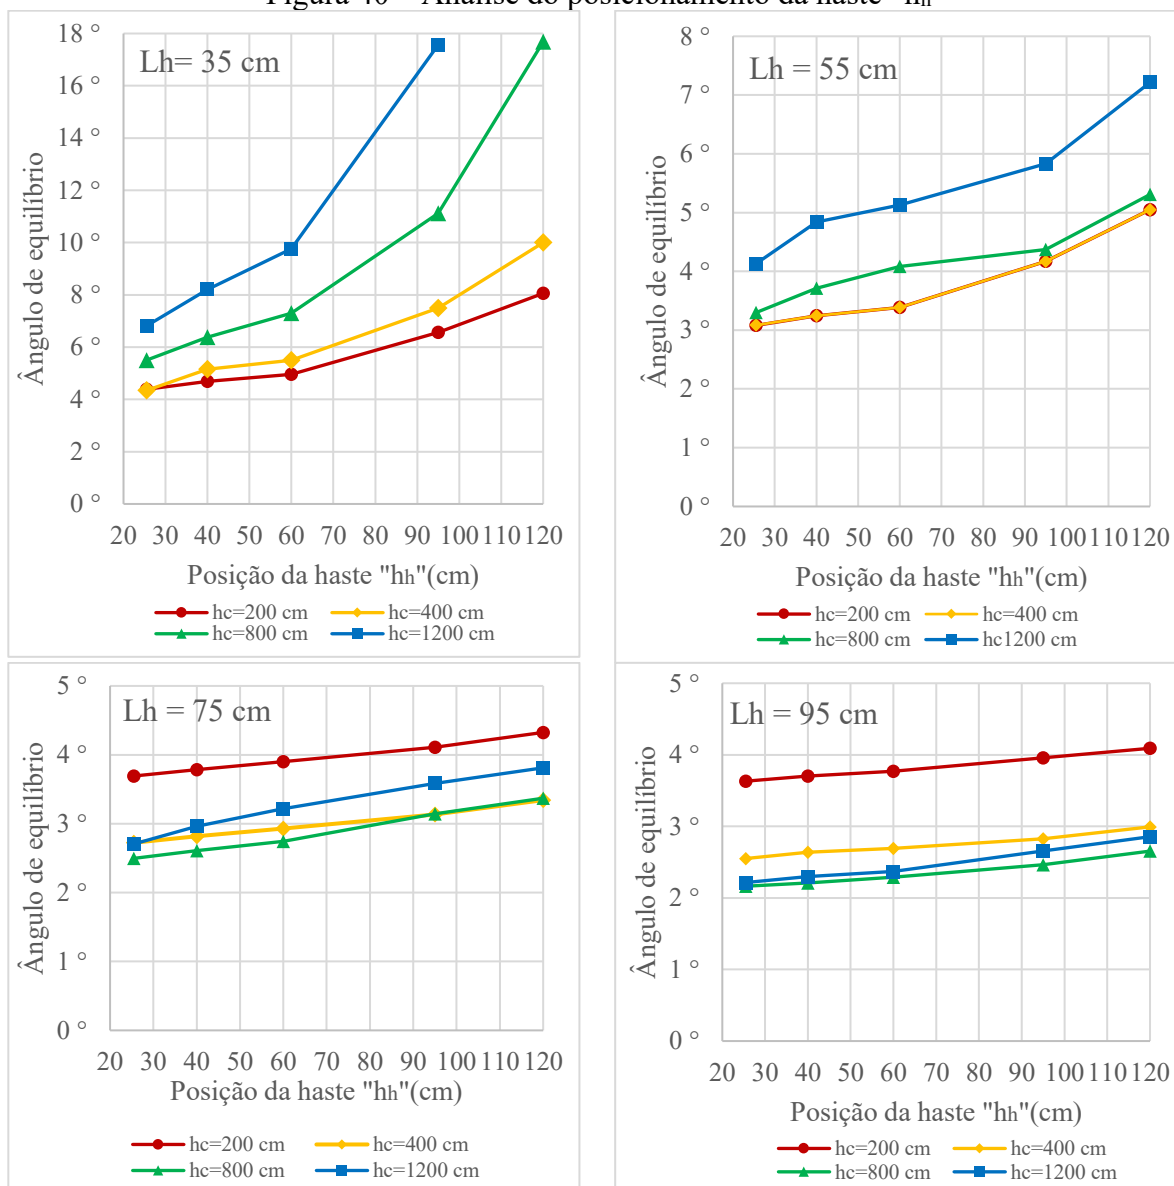 Figura 40 – Análise do posicionamento da haste "hh"
Lh= 35 cm
18 °
16 °
14 °
12 °
10 °
8 °
6 °
4 °
2 °
0 °
Ângulo de equilíbrio
20 30 40 50 60 70 80 90 100 110 120
Posição da haste "hh"(cm)
hc=200 cm hc=400 cm
hc=800 cm hc=1200 cm
Lh = 55 cm
8 °
7 °
6 °
5 °
4 °
3 °
2 °
1 °
0 °
Ângulo de equilíbrio
20 30 40 50 60 70 80 90 100 110 120
Posição da haste "hh"(cm)
hc=200 cm hc=400 cm
hc=800 cm hc1200 cm
Lh = 75 cm
5 °
4 °
3 °
2 °
1 °
0 °
Ângulo de equilíbrio
20 30 40 50 60 70 80 90 100 110 120
Posição da haste "hh"(cm)
hc=200 cm hc=400 cm
hc=800 cm hc=1200 cm
Lh = 95 cm
5 °
4 °
3 °
2 °
1 °
0 °
Ângulo de equilíbrio
20 30 40 50 60 70 80 90 100 110 120
Posição da haste "hh"(cm)
hc=200 cm hc=400 cm
hc=800 cm hc=1200 cm